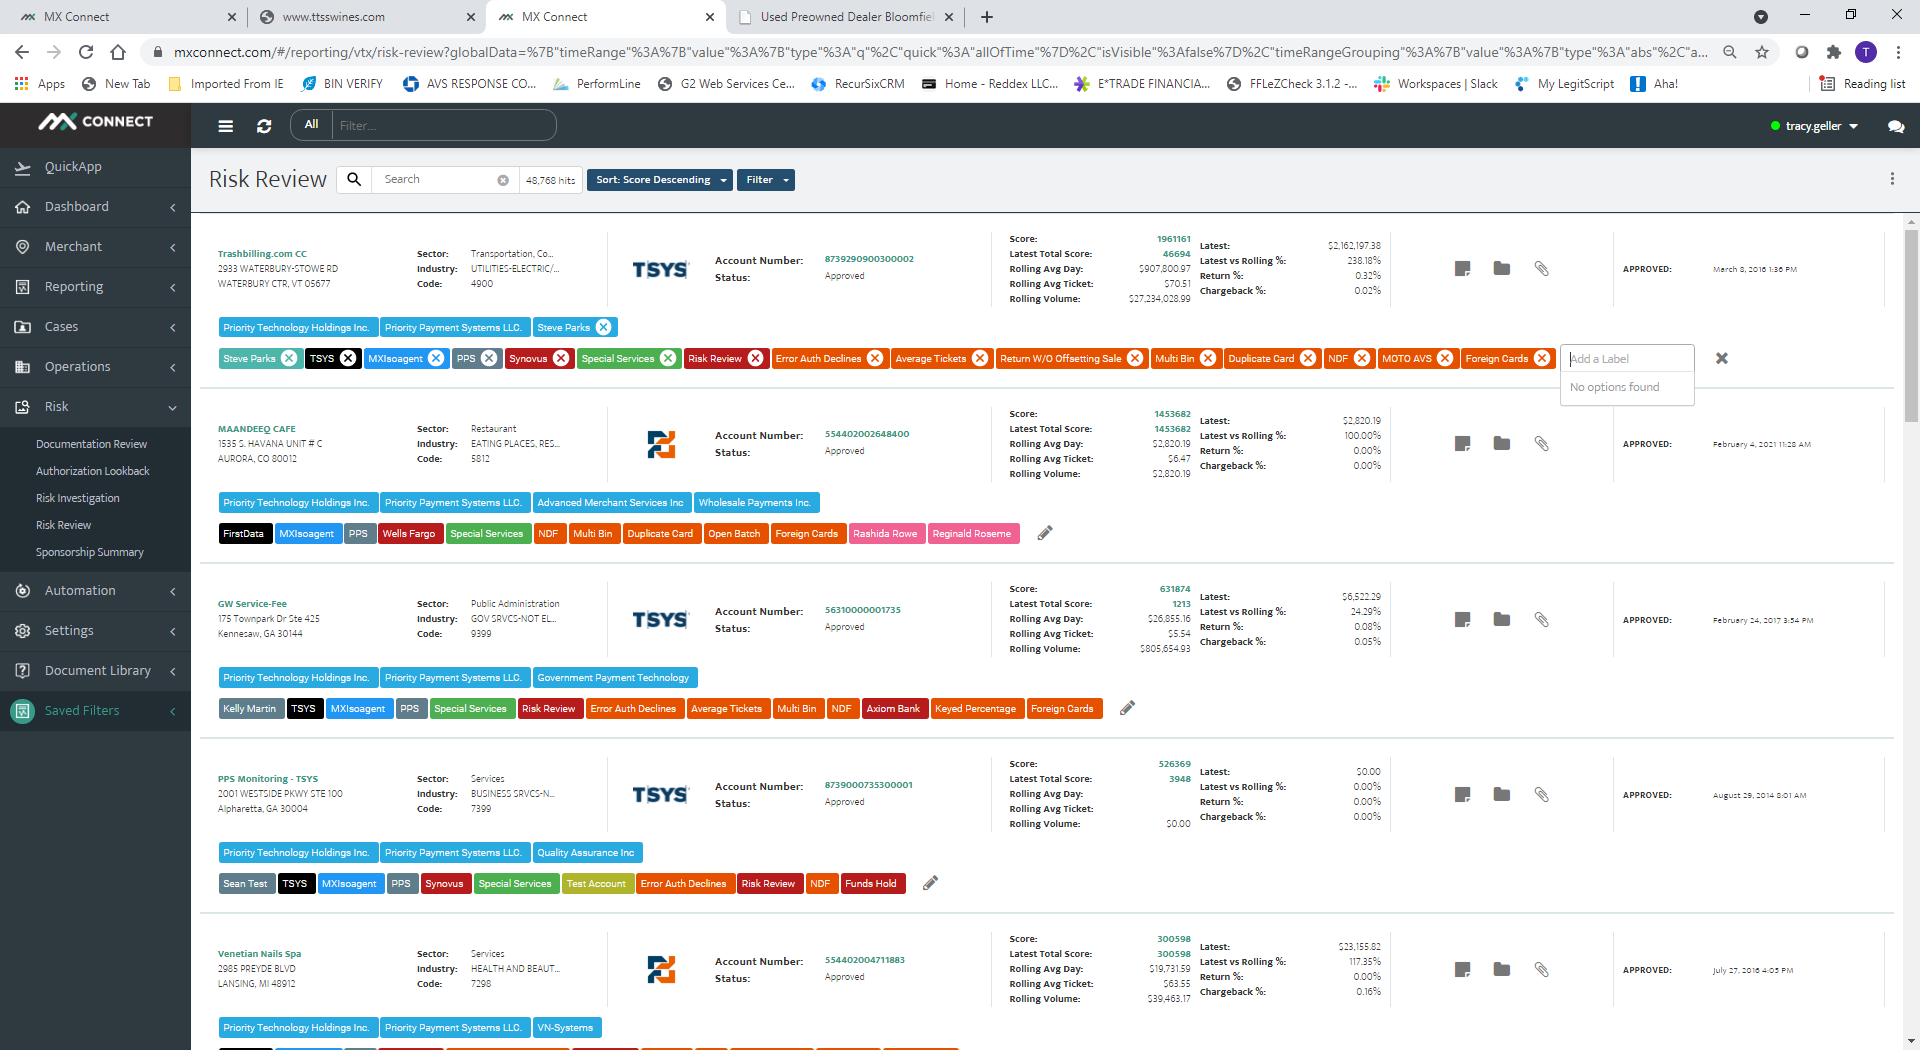 MX Connect
www.ttsswines.com
MX Connect
Used Preowned Dealer Bloomfie
mxconnect.com/#/reporting/vtx/risk-review?globalData=%7B"timeRange"%3A%7B"value"%3A%7B"type"%3A"q"%2C"quick"%3A"allOfTime"%7D%2C"isVisible"%3Afalse%7D%2C"timeRangeGrouping"%3A%7B"value"%3A%7B"type"%3A"abs"%2C"a...
T
Apps New Tab Imported From IE BIN VERIFY AVS RESPONSE CO... PerformLine G2 Web Services Ce... RecurSixCRM Home - Reddex LLC... E*TRADE FINANCIA... FFLeZCheck 3.1.2 -... Workspaces | Slack My LegitScript Aha! Reading list
CONNECT
All Filter...
tracy.geller
QuickApp
Dashboard
Merchant
Reporting
Cases
Operations
Risk
Documentation Review
Authorization Lookback
Risk Investigation
Risk Review
Sponsorship Summary
Automation
Settings
Document Library
Saved Filters
Risk Review Search 48,768 hits Sort: Score Descending Filter
Trashbilling.com CC
2933 WATERBURY-STOWE RD
WATERBURY CTR, VT 05677
Sector: Transportation, Co...
Industry: UTILITIES-ELECTRIC/...
Code: 4900
TSYS
Account Number: 8739290900300002
Status: Approved
Score: 1961161
Latest Total Score: 46694
Rolling Avg Day: $907,800.97
Rolling Avg Ticket: $70.51
Rolling Volume: $27,234,028.99
Latest: $2,162,197.38
Latest vs Rolling %: 238.18%
Return %: 0.32%
Chargeback %: 0.02%
APPROVED: March 8, 2016 1:36 PM
Priority Technology Holdings Inc. Priority Payment Systems LLC. Steve Parks
Steve Parks TSYS MXIsoagent PPS Synovus Special Services Risk Review Error Auth Declines Average Tickets Return W/O Offsetting Sale Multi Bin Duplicate Card NDF MOTO AVS Foreign Cards Add a Label
No options found
MAANDEEQ CAFE
1535 S. HAVANA UNIT # C
AURORA, CO 80012
Sector: Restaurant
Industry: EATING PLACES, RES...
Code: 5812
Account Number: 554402002648400
Status: Approved
Score: 1453682
Latest Total Score: 1453682
Rolling Avg Day: $2,820.19
Rolling Avg Ticket: $6.47
Rolling Volume: $2,820.19
Latest: $2,820.19
Latest vs Rolling %: 100.00%
Return %: 0.00%
Chargeback %: 0.00%
APPROVED: February 4, 2021 11:28 AM
Priority Technology Holdings Inc. Priority Payment Systems LLC. Advanced Merchant Services Inc Wholesale Payments Inc.
FirstData MXIsoagent PPS Wells Fargo Special Services NDF Multi Bin Duplicate Card Open Batch Foreign Cards Rashida Rowe Reginald Roseme
GW Service-Fee
175 Townpark Dr Ste 425
Kennesaw, GA 30144
Sector: Public Administration
Industry: GOV SRVCS-NOT EL...
Code: 9399
TSYS
Account Number: 56310000001735
Status: Approved
Score: 631874
Latest Total Score: 1213
Rolling Avg Day: $26,855.16
Rolling Avg Ticket: $5.54
Rolling Volume: $805,654.93
Latest: $6,522.29
Latest vs Rolling %: 24.29%
Return %: 0.08%
Chargeback %: 0.05%
APPROVED: February 24, 2017 3:54 PM
Priority Technology Holdings Inc. Priority Payment Systems LLC. Government Payment Technology
Kelly Martin TSYS MXIsoagent PPS Special Services Risk Review Error Auth Declines Average Tickets Multi Bin NDF Axiom Bank Keyed Percentage Foreign Cards
PPS Monitoring - TSYS
2001 WESTSIDE PKWY STE 100
Alpharetta, GA 30004
Sector: Services
Industry: BUSINESS SRVCS-N...
Code: 7399
TSYS
Account Number: 8739000735300001
Status: Approved
Score: 526369
Latest Total Score: 3948
Rolling Avg Day:
Rolling Avg Ticket:
Rolling Volume: $0.00
Latest: $0.00
Latest vs Rolling %: 0.00%
Return %: 0.00%
Chargeback %: 0.00%
APPROVED: August 29, 2014 8:01 AM
Priority Technology Holdings Inc. Priority Payment Systems LLC. Quality Assurance Inc
Sean Test TSYS MXIsoagent PPS Synovus Special Services Test Account Error Auth Declines Risk Review NDF Funds Hold
Venetian Nails Spa
2985 PREYDE BLVD
LANSING, MI 48912
Sector: Services
Industry: HEALTH AND BEAUT...
Code: 7298
Account Number: 554402004711883
Status: Approved
Score: 300598
Latest Total Score: 300598
Rolling Avg Day: $19,731.59
Rolling Avg Ticket: $63.55
Rolling Volume: $39,463.17
Latest: $23,155.82
Latest vs Rolling %: 117.35%
Return %: 0.00%
Chargeback %: 0.16%
APPROVED: July 27, 2016 4:05 PM
Priority Technology Holdings Inc. Priority Payment Systems LLC. VN-Systems